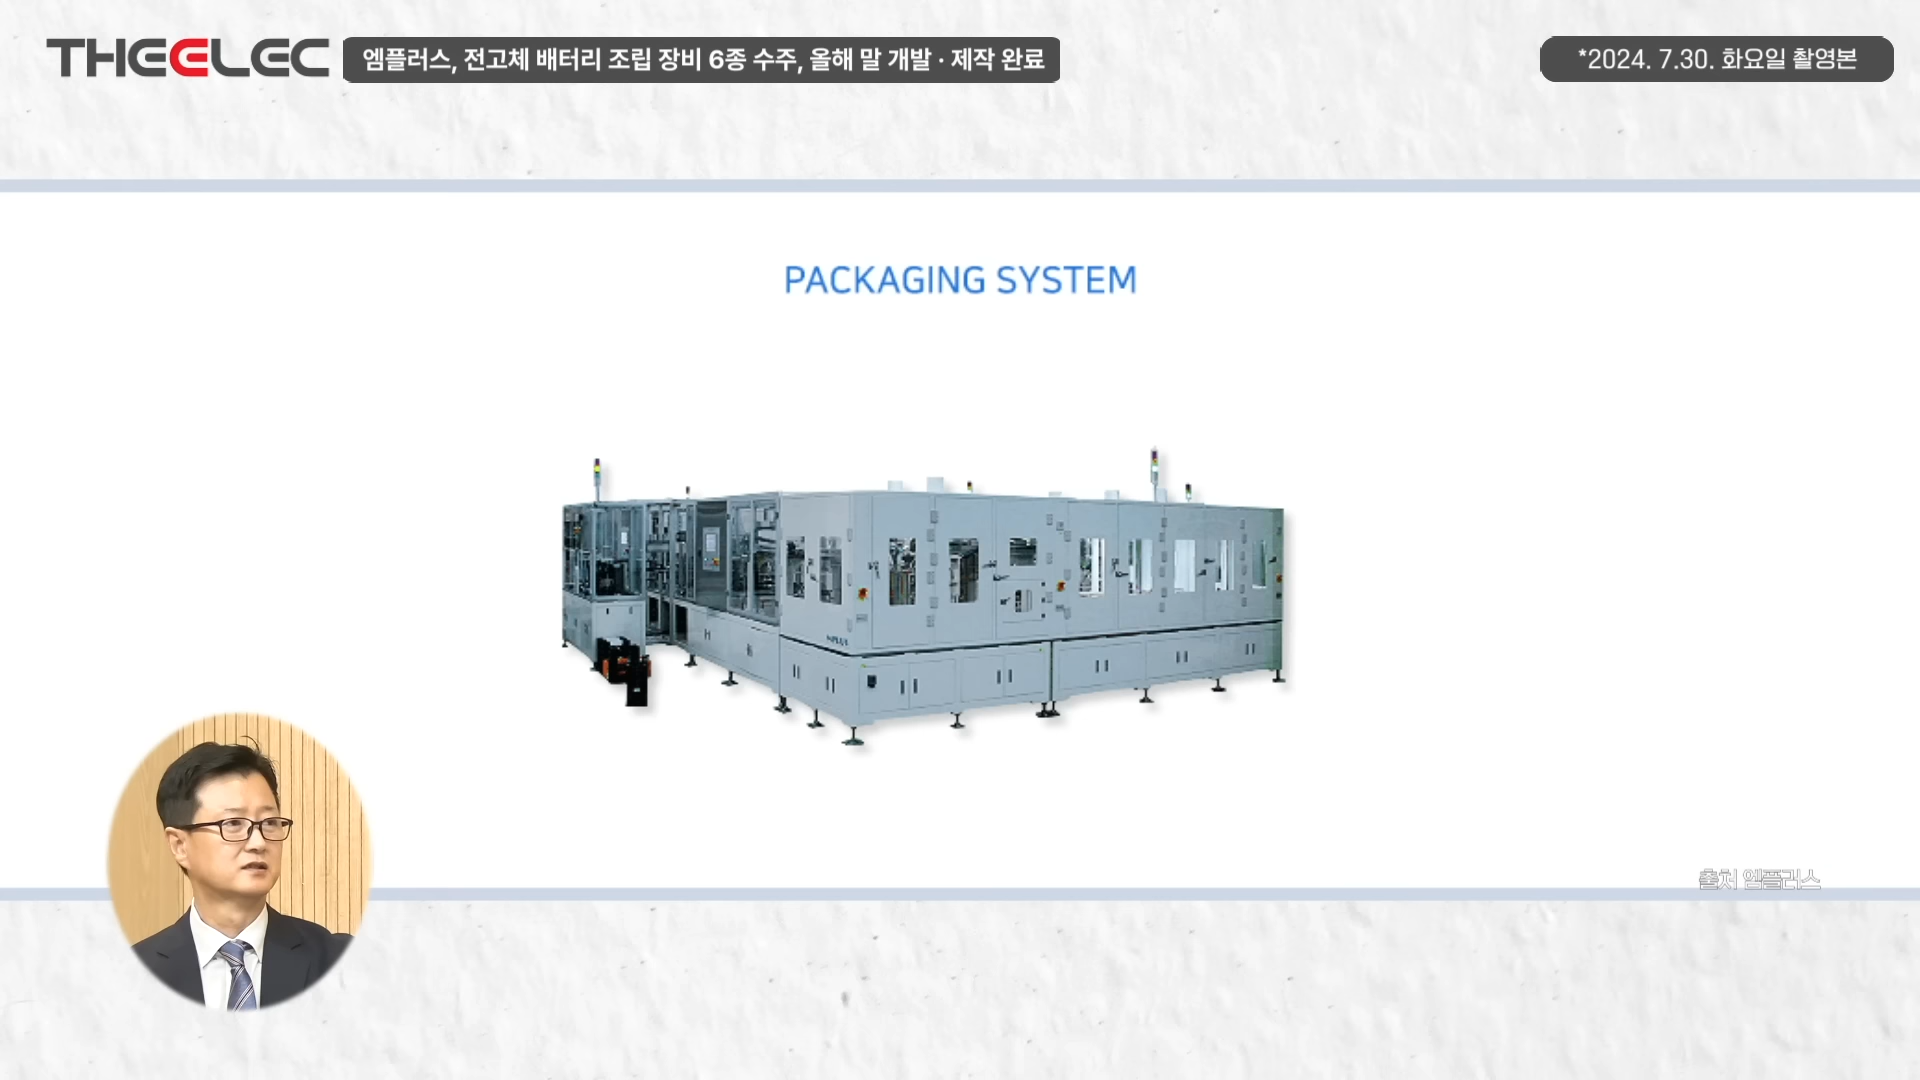 THEELEC
엠플러스, 전고체 배터리 조립 장비 6종 수주, 올해 말 개발 · 제작 완료
*2024. 7.30. 화요일 촬영본
PACKAGING SYSTEM
출처 엠플러스